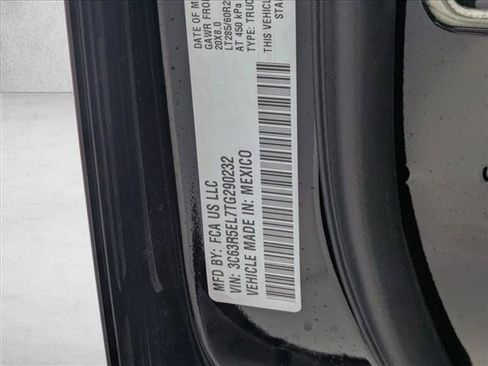 DATE OF M
GAWR FRO
20X8.0
LT285/60R2
AT 450 kPa
TYPE: TRUC
THIS VEHICLE
STA
MFD BY: FCA US LLC
VIN: 3C63R5EL7TG290232
VEHICLE MADE IN: MEXICO